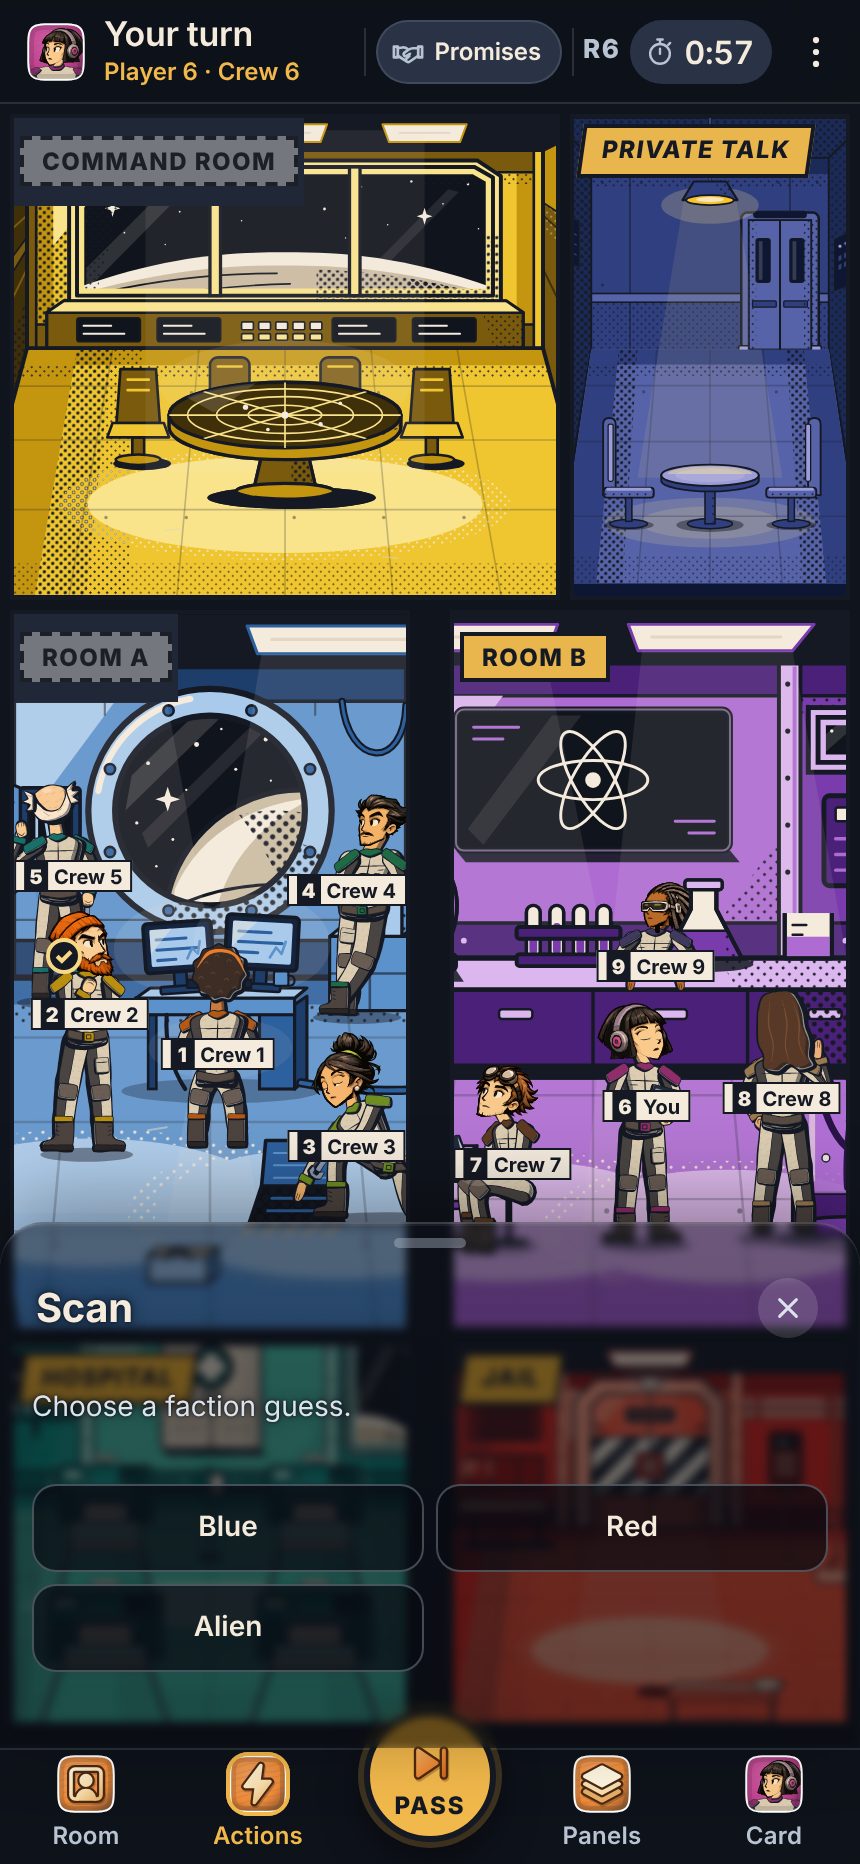 Your turn
Player 6 · Crew 6
Promises
R6
0:57
COMMAND ROOM
PRIVATE TALK
ROOM A
ROOM B
5 Crew 5
4 Crew 4
9 Crew 9
2 Crew 2
1 Crew 1
6 You
8 Crew 8
3 Crew 3
7 Crew 7
Scan
HOSPITAL
JAIL
Choose a faction guess.
Blue
Red
Alien
PASS
Room
Actions
Panels
Card